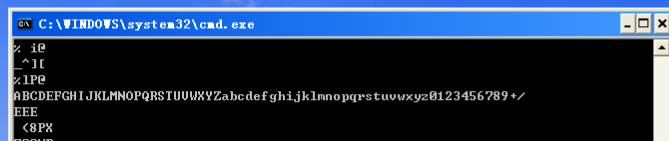 C:\WINDOWS\system32\cmd.exe
% i@
_^][
%lP@
ABCDEFGHIJKLMNOPQRSTUVWXYZabcdefghijklmnopqrstuvwxyz0123456789+/
EEE
<8PX